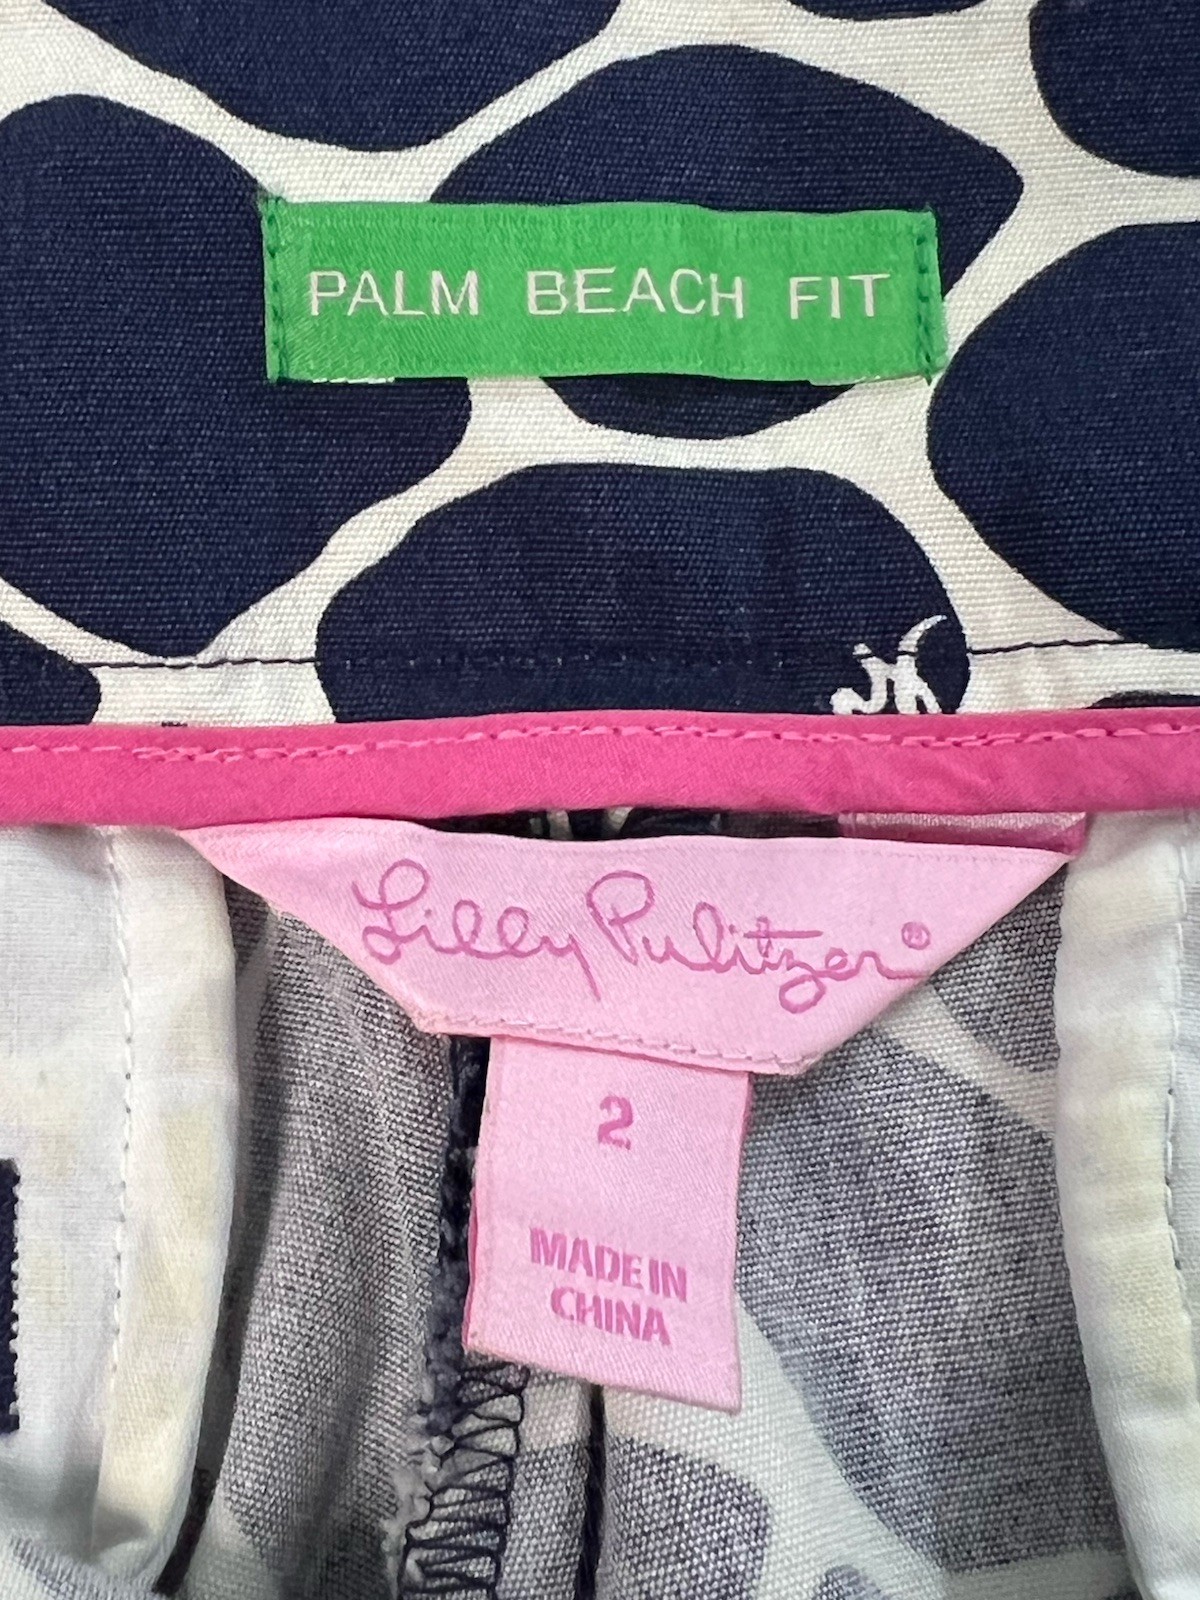 PALM BEACH FIT
Lilly Pulitzer®
2
MADE IN
CHINA